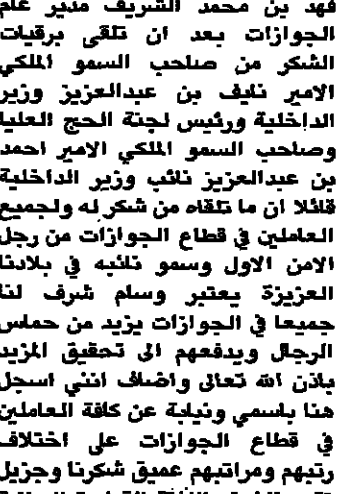 فهد بن محمد الشريف مدير عام
الجوازات بعد ان تلقى برقيات
الشكر من صاحب السمو الملكي
الامير نايف بن عبدالعزيز وزير
الداخلية ورئيس لجنة الحج العليا
وصاحب السمو الملكي الامير احمد
بن عبدالعزيز نائب وزير الداخلية
قائلا ان ما تلقاه من شكر له ولجميع
العاملين في قطاع الجوازات من رجل
الامن الاول وسمو نائبه في بلادنا
العزيزة يعتبر وسام شرف لنا
جميعا في الجوازات يزيد من حماس
الرجال ويدفعهم الى تحقيق المزيد
باذن الله تعالى واضاف انني اسجل
هنا باسمي ونيابة عن كافة العاملين
في قطاع الجوازات على اختلاف
رتبهم ومراتبهم عميق شكرنا وجزيل